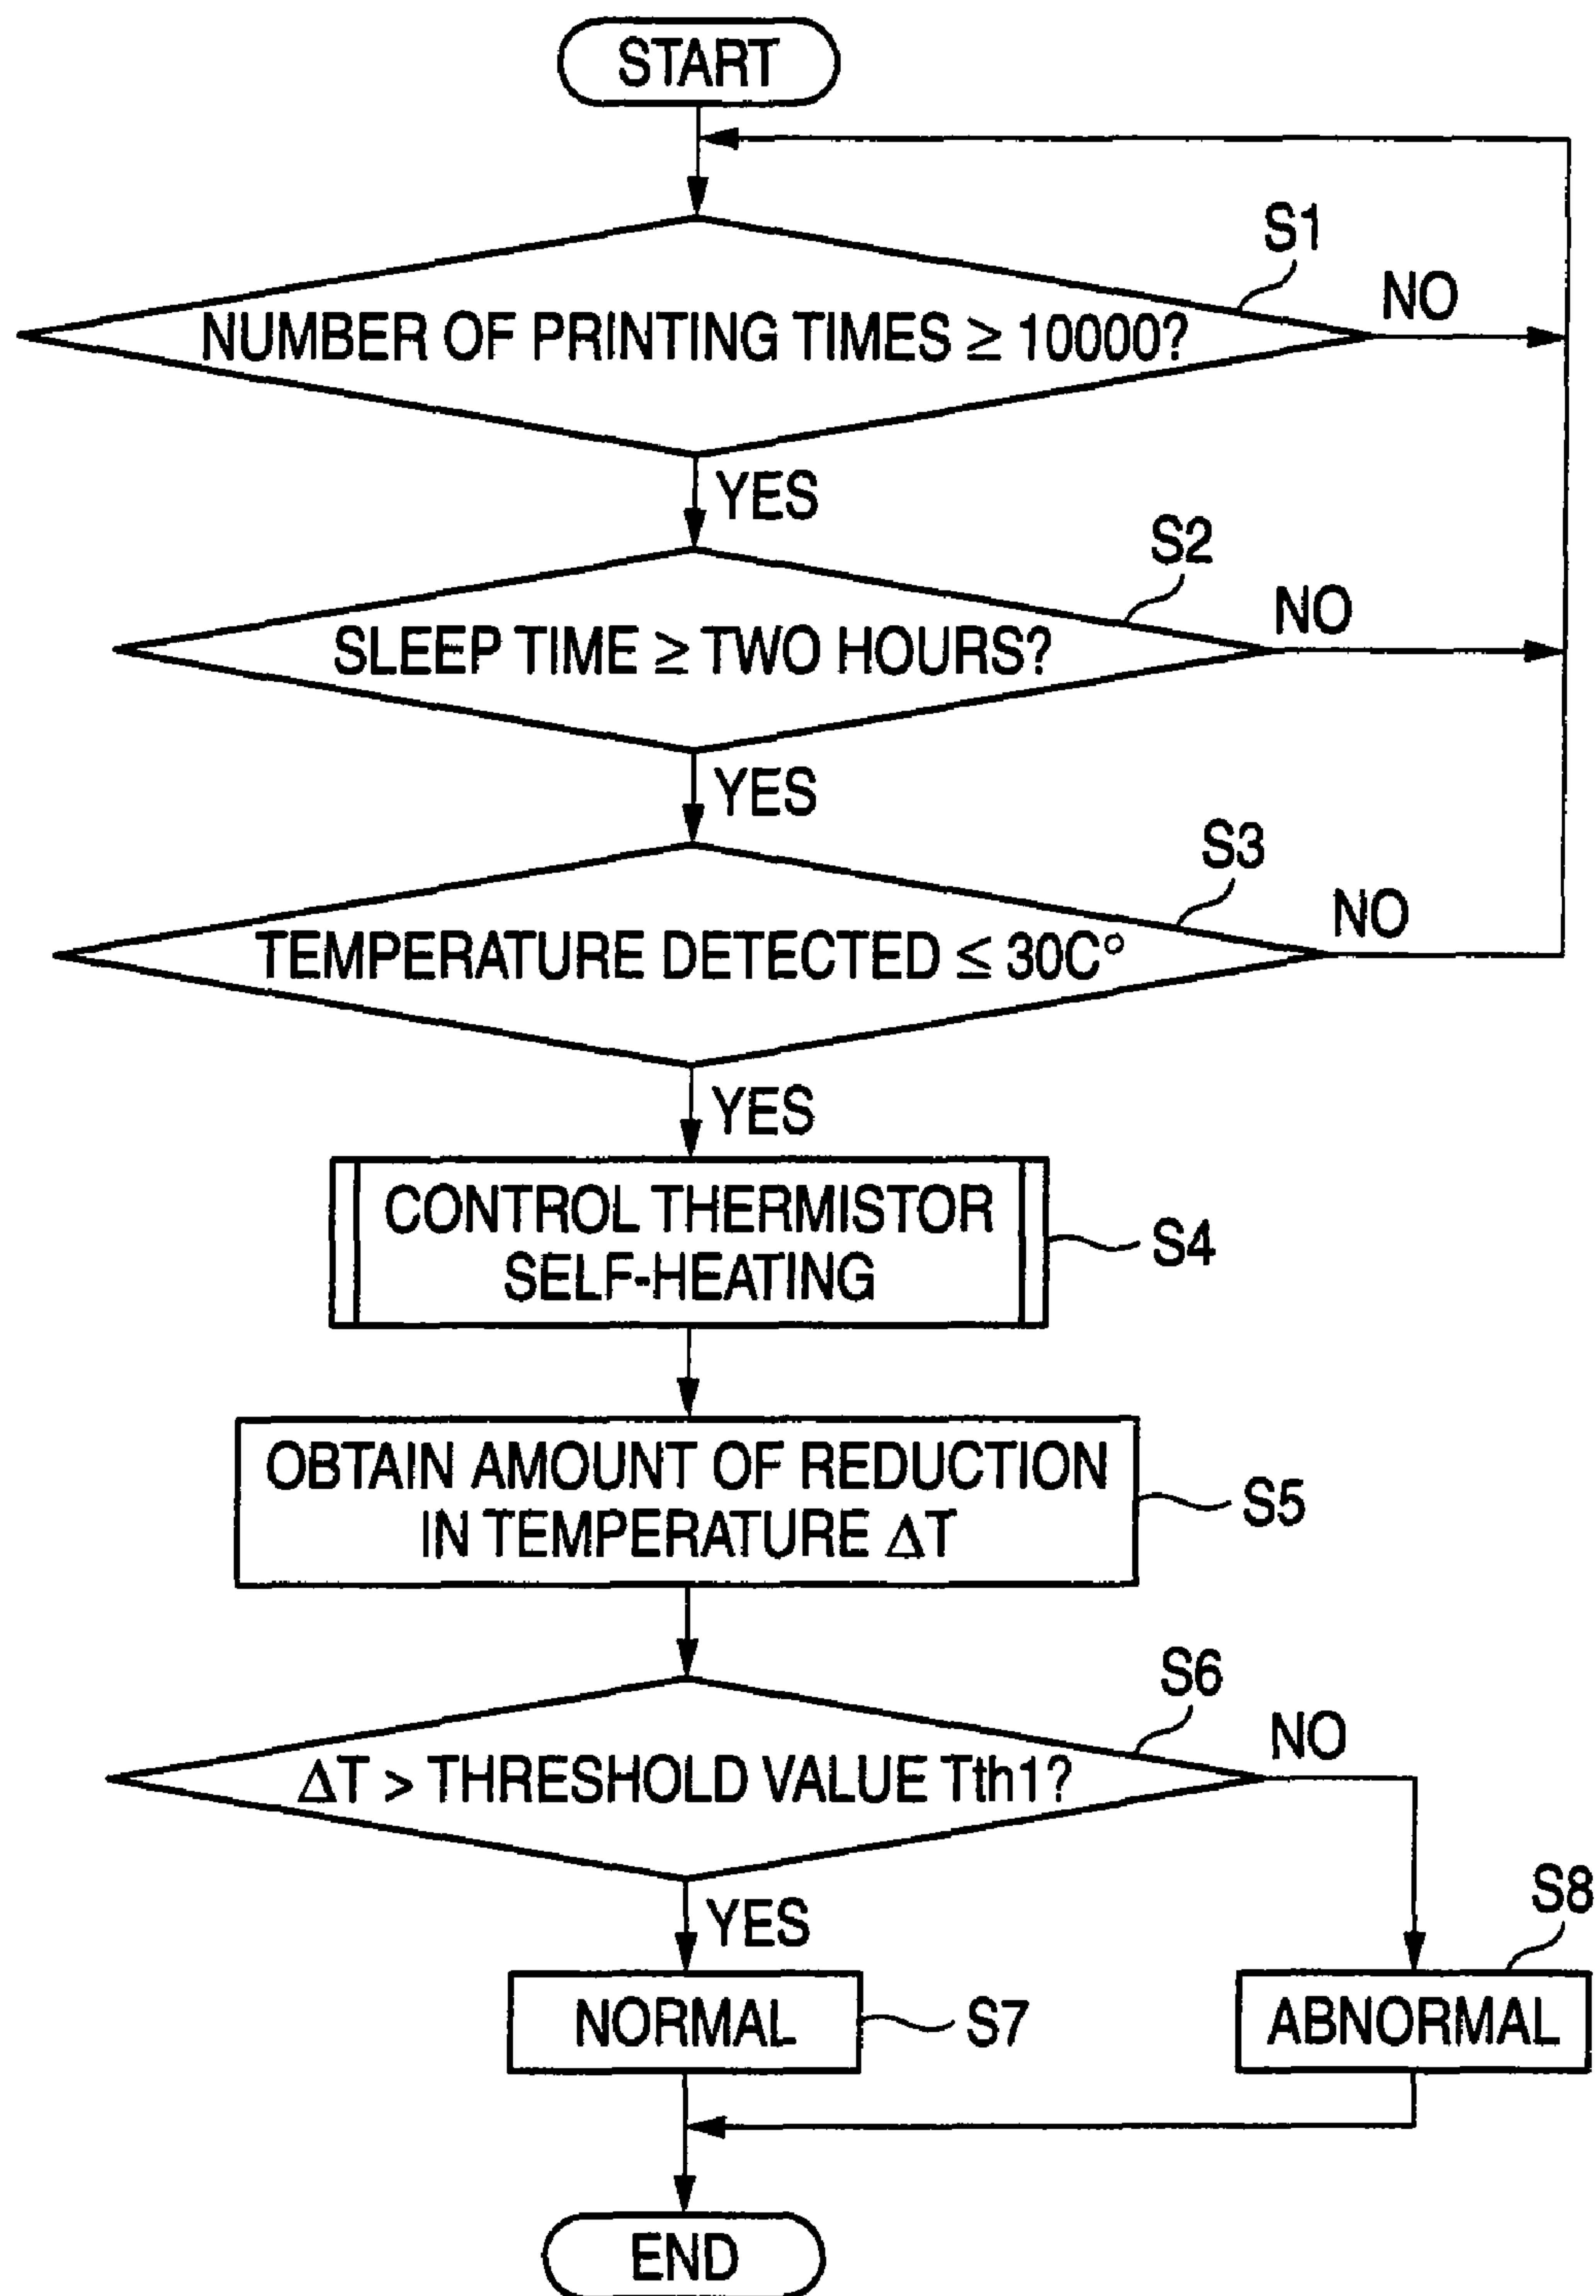 START
S1
NUMBER OF PRINTING TIMES ≥ 10000?
NO
YES
S2
SLEEP TIME ≥ TWO HOURS?
NO
YES
S3
TEMPERATURE DETECTED ≤ 30C°
NO
YES
CONTROL THERMISTOR
SELF-HEATING
S4
OBTAIN AMOUNT OF REDUCTION
IN TEMPERATURE ΔT
S5
S6
ΔT > THRESHOLD VALUE Tth1?
NO
YES
S8
NORMAL
S7
ABNORMAL
END